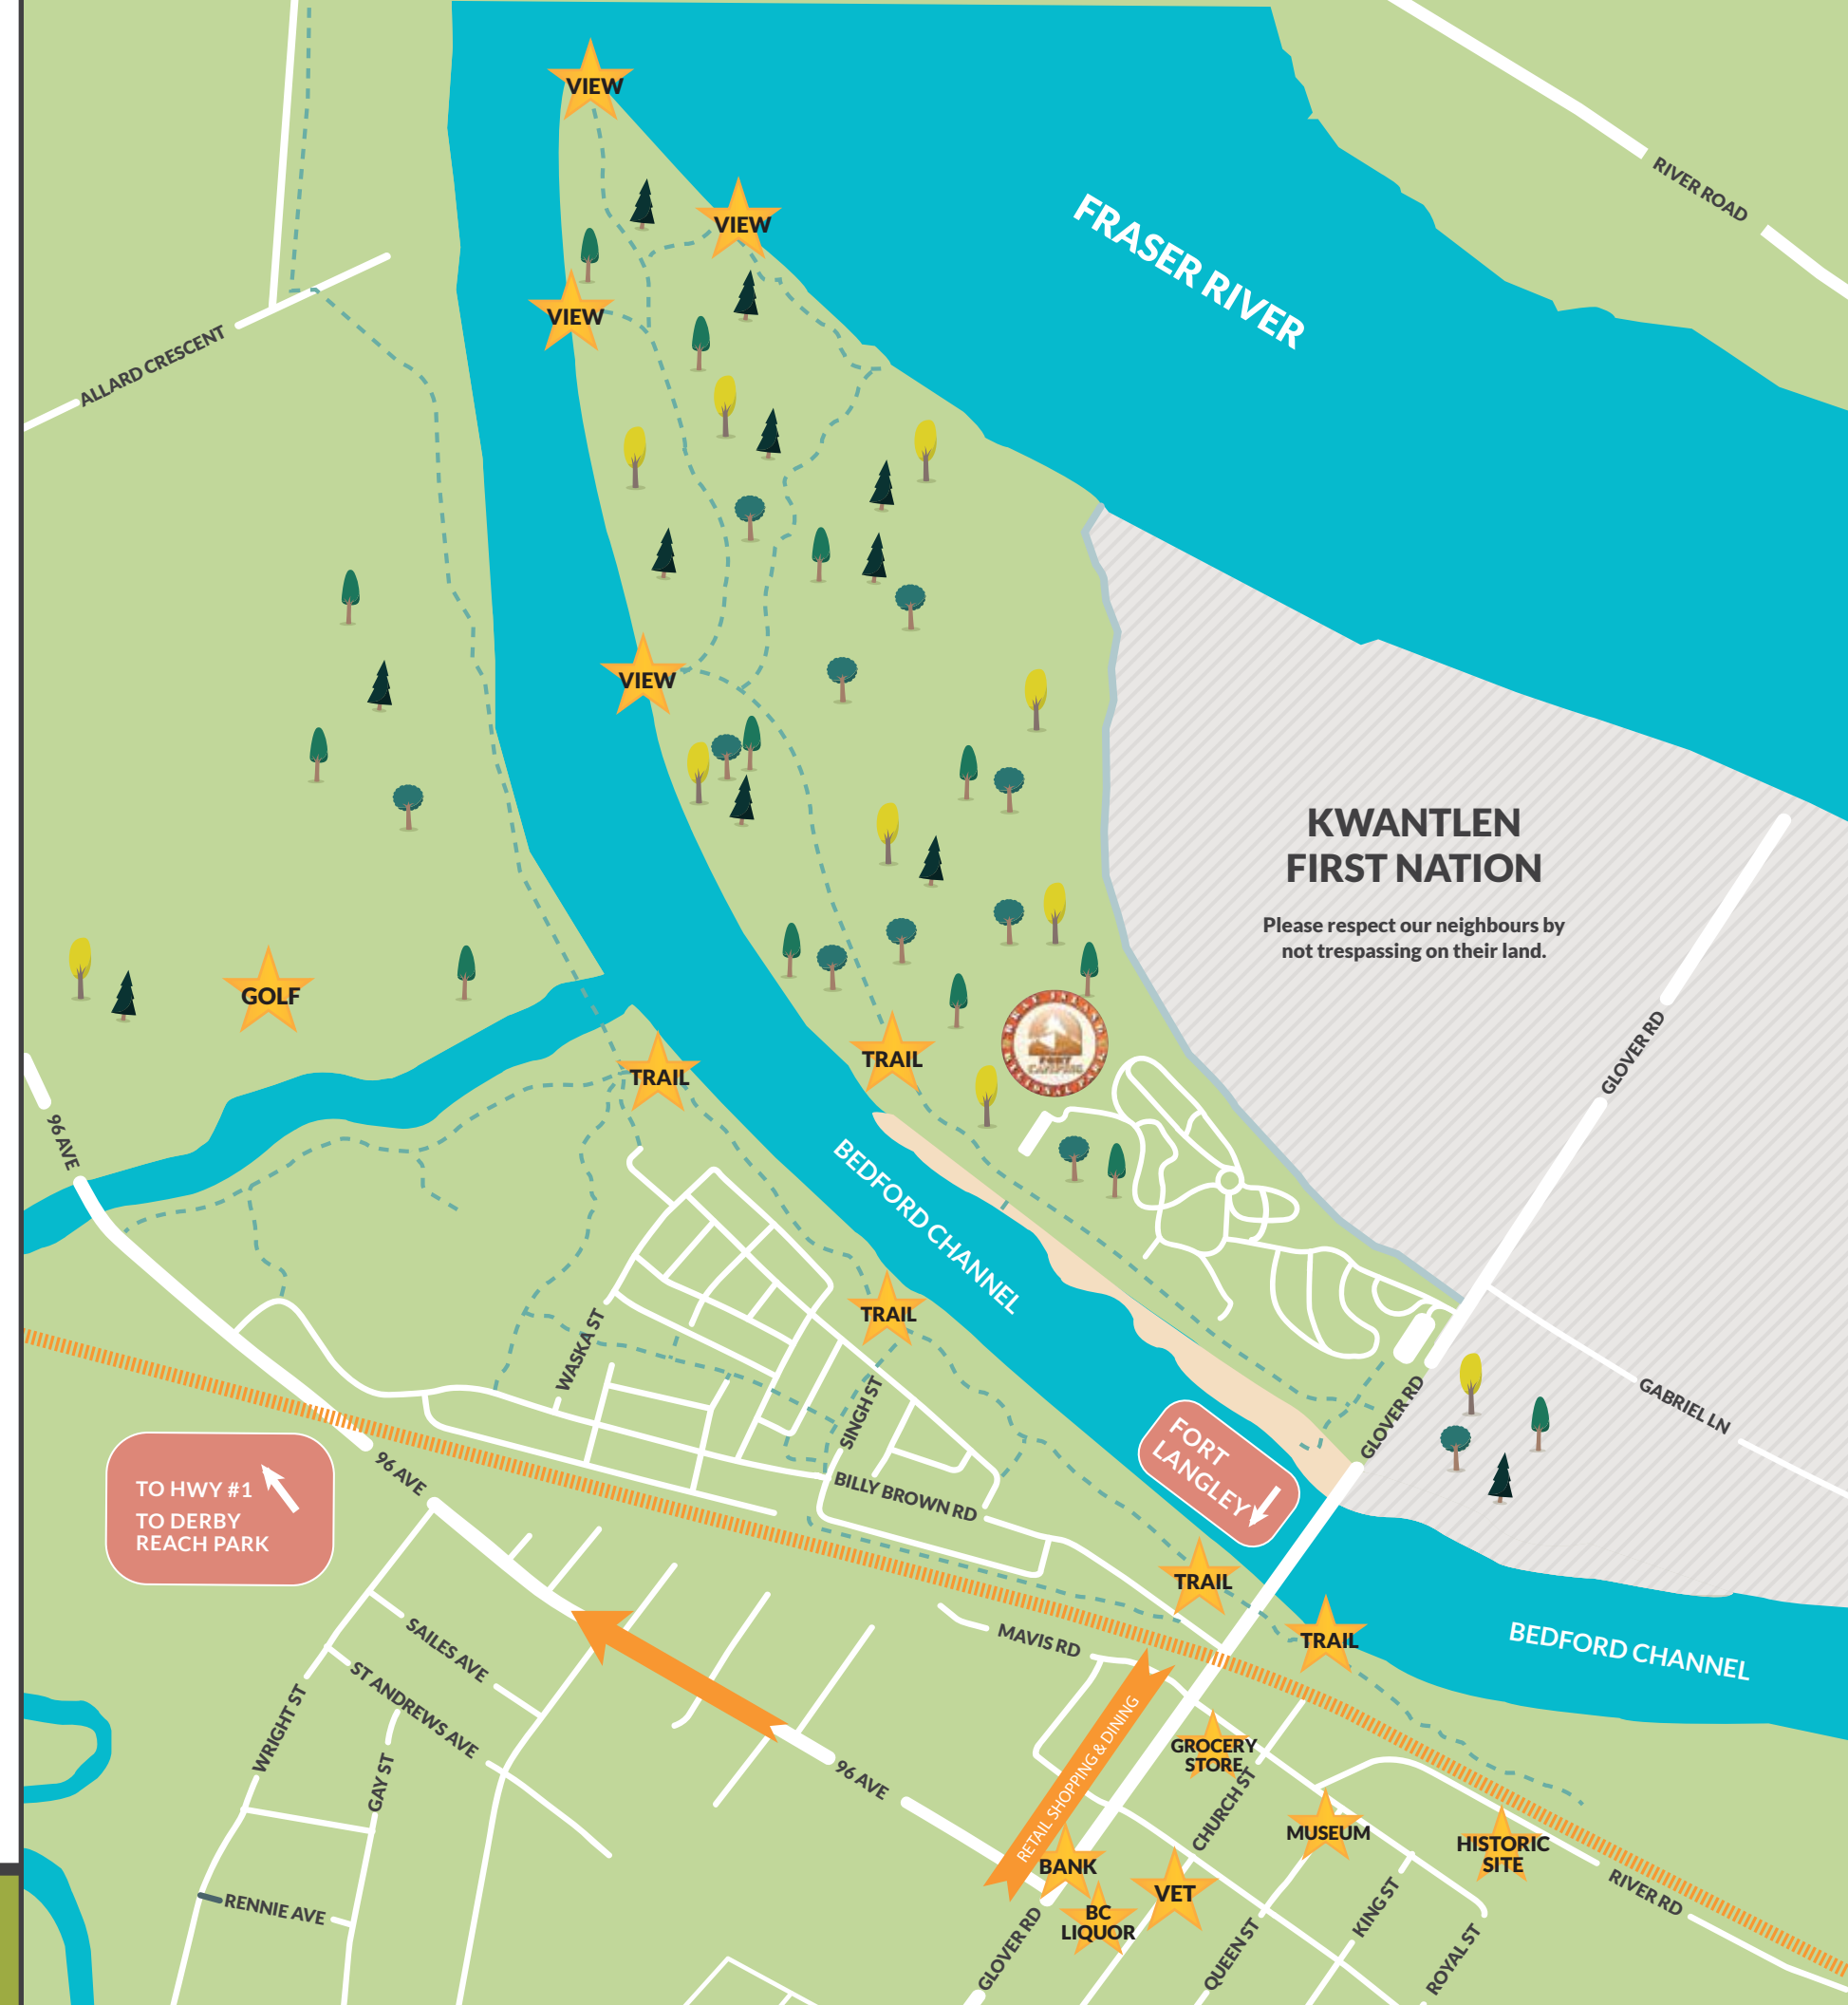 VIEW
RIVER ROAD
VIEW
FRASER RIVER
VIEW
ALLARD CRESCENT
VIEW
KWANTLEN
FIRST NATION
Please respect our neighbours by
not trespassing on their land.
GOLF
TRAIL
TRAIL
FORT
CAMPING
GLOVER RD
96 AVE
BEDFORD CHANNEL
TRAIL
WASKA ST
SINGH ST
GLOVER RD
GABRIEL LN
FORT
LANGLEY
TO HWY #1
TO DERBY
REACH PARK
96 AVE
BILLY BROWN RD
TRAIL
TRAIL
BEDFORD CHANNEL
MAVIS RD
SAILES AVE
ST ANDREWS AVE
WRIGHT ST
GAY ST
RETAIL SHOPPING & DINING
GROCERY
STORE
CHURCH ST
96 AVE
MUSEUM
HISTORIC
SITE
BANK
VET
BC
LIQUOR
RENNIE AVE
GLOVER RD
QUEEN ST
KING ST
ROYAL ST
RIVER RD